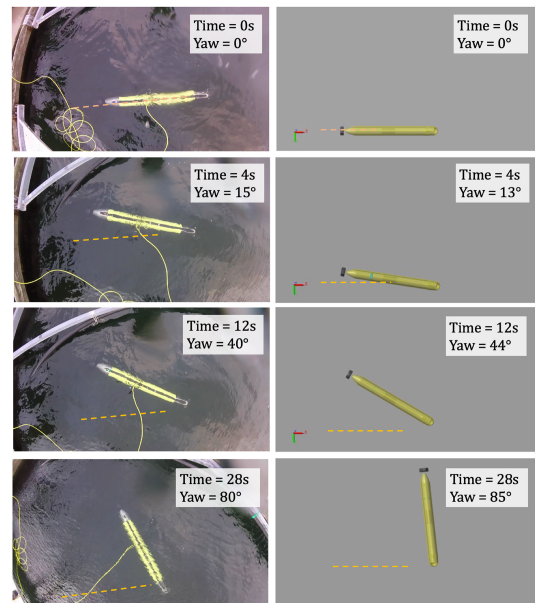 Time = 0s
Yaw = 0°
Time = 0s
Yaw = 0°
Time = 4s
Yaw = 15°
Time = 4s
Yaw = 13°
Time = 12s
Yaw = 40°
Time = 12s
Yaw = 44°
Time = 28s
Yaw = 80°
Time = 28s
Yaw = 85°